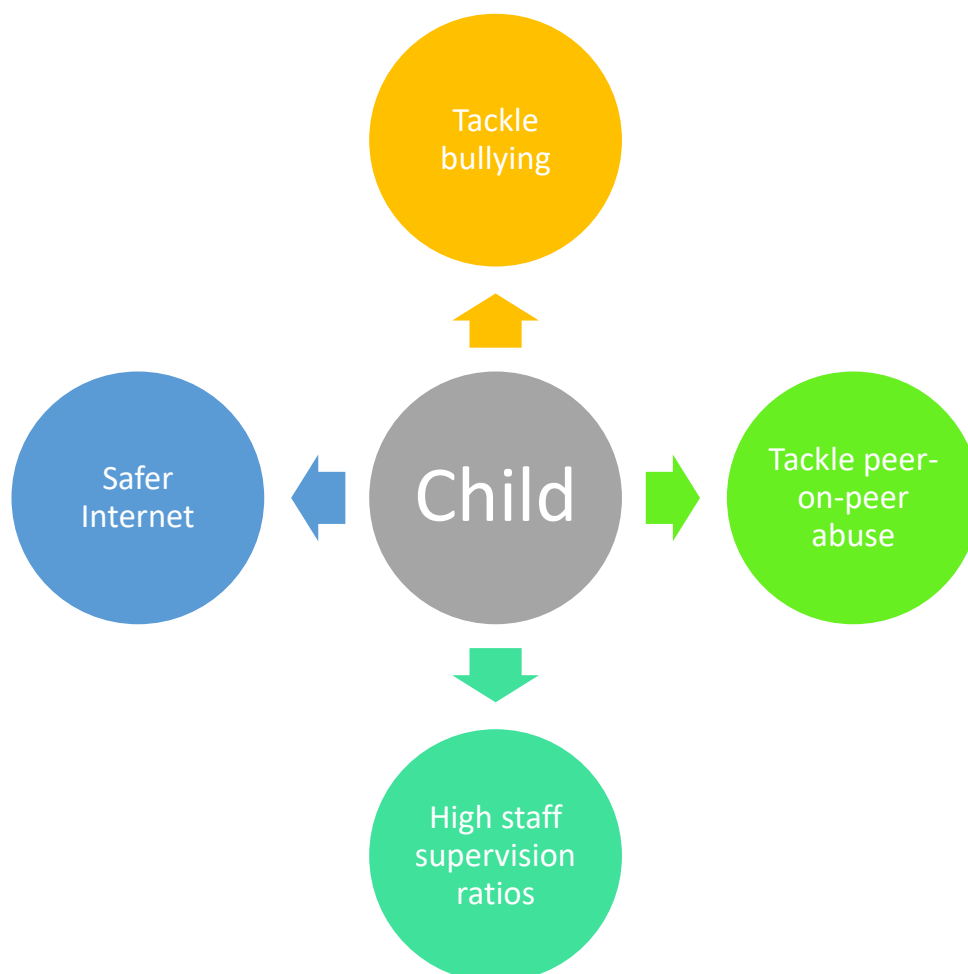 Tackle
bullying
Safer
Internet
Child
Tackle peer-
on-peer
abuse
High staff
supervision
ratios